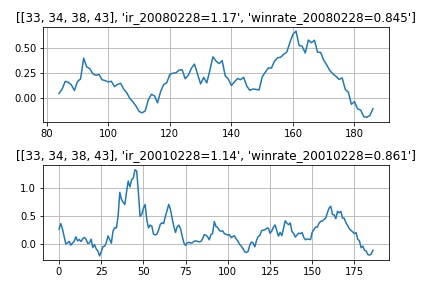 [[33, 34, 38, 43], 'ir_20080228=1.17', 'winrate_20080228=0.845']
0.50
0.25
0.00
80 100 120 140 160 180
[[33, 34, 38, 43], 'ir_20010228=1.14', 'winrate_20010228=0.861']
1.0
0.5
0.0
0 25 50 75 100 125 150 175